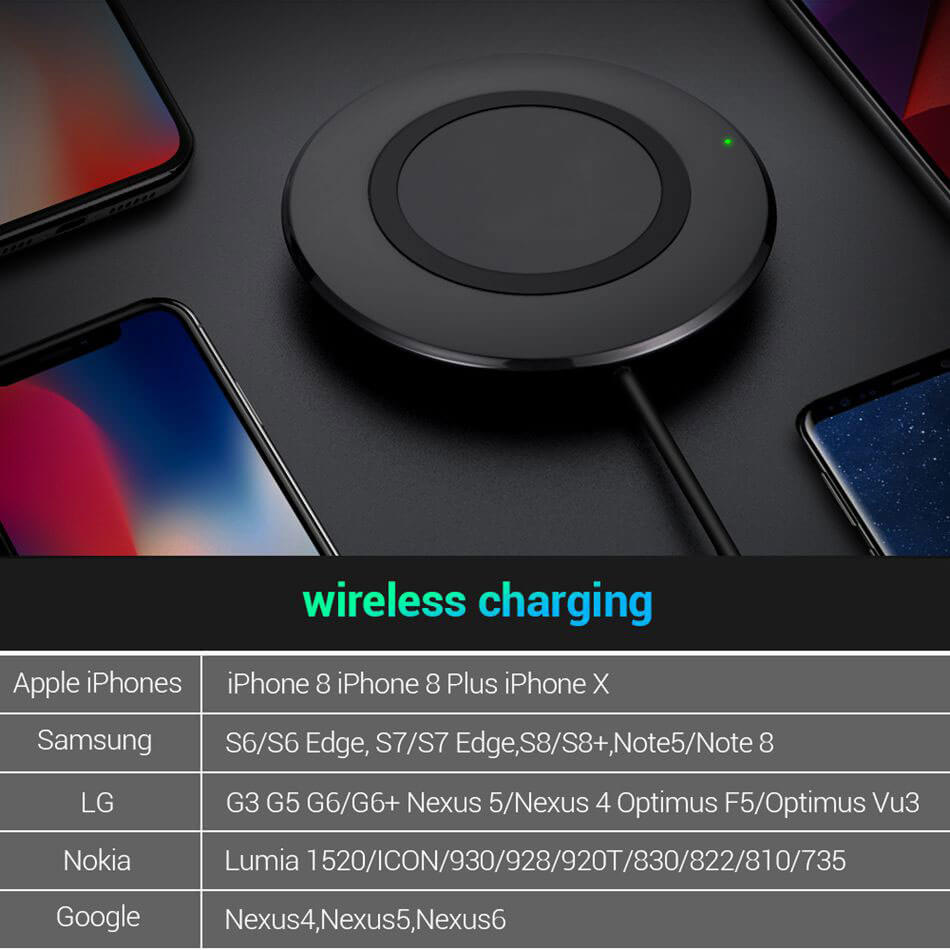 wireless charging
Apple iPhones iPhone 8 iPhone 8 Plus iPhone X
Samsung S6/S6 Edge, S7/S7 Edge,S8/S8+,Note5/Note 8
LG G3 G5 G6/G6+ Nexus 5/Nexus 4 Optimus F5/Optimus Vu3
Nokia Lumia 1520/ICON/930/928/920T/830/822/810/735
Google Nexus4,Nexus5,Nexus6